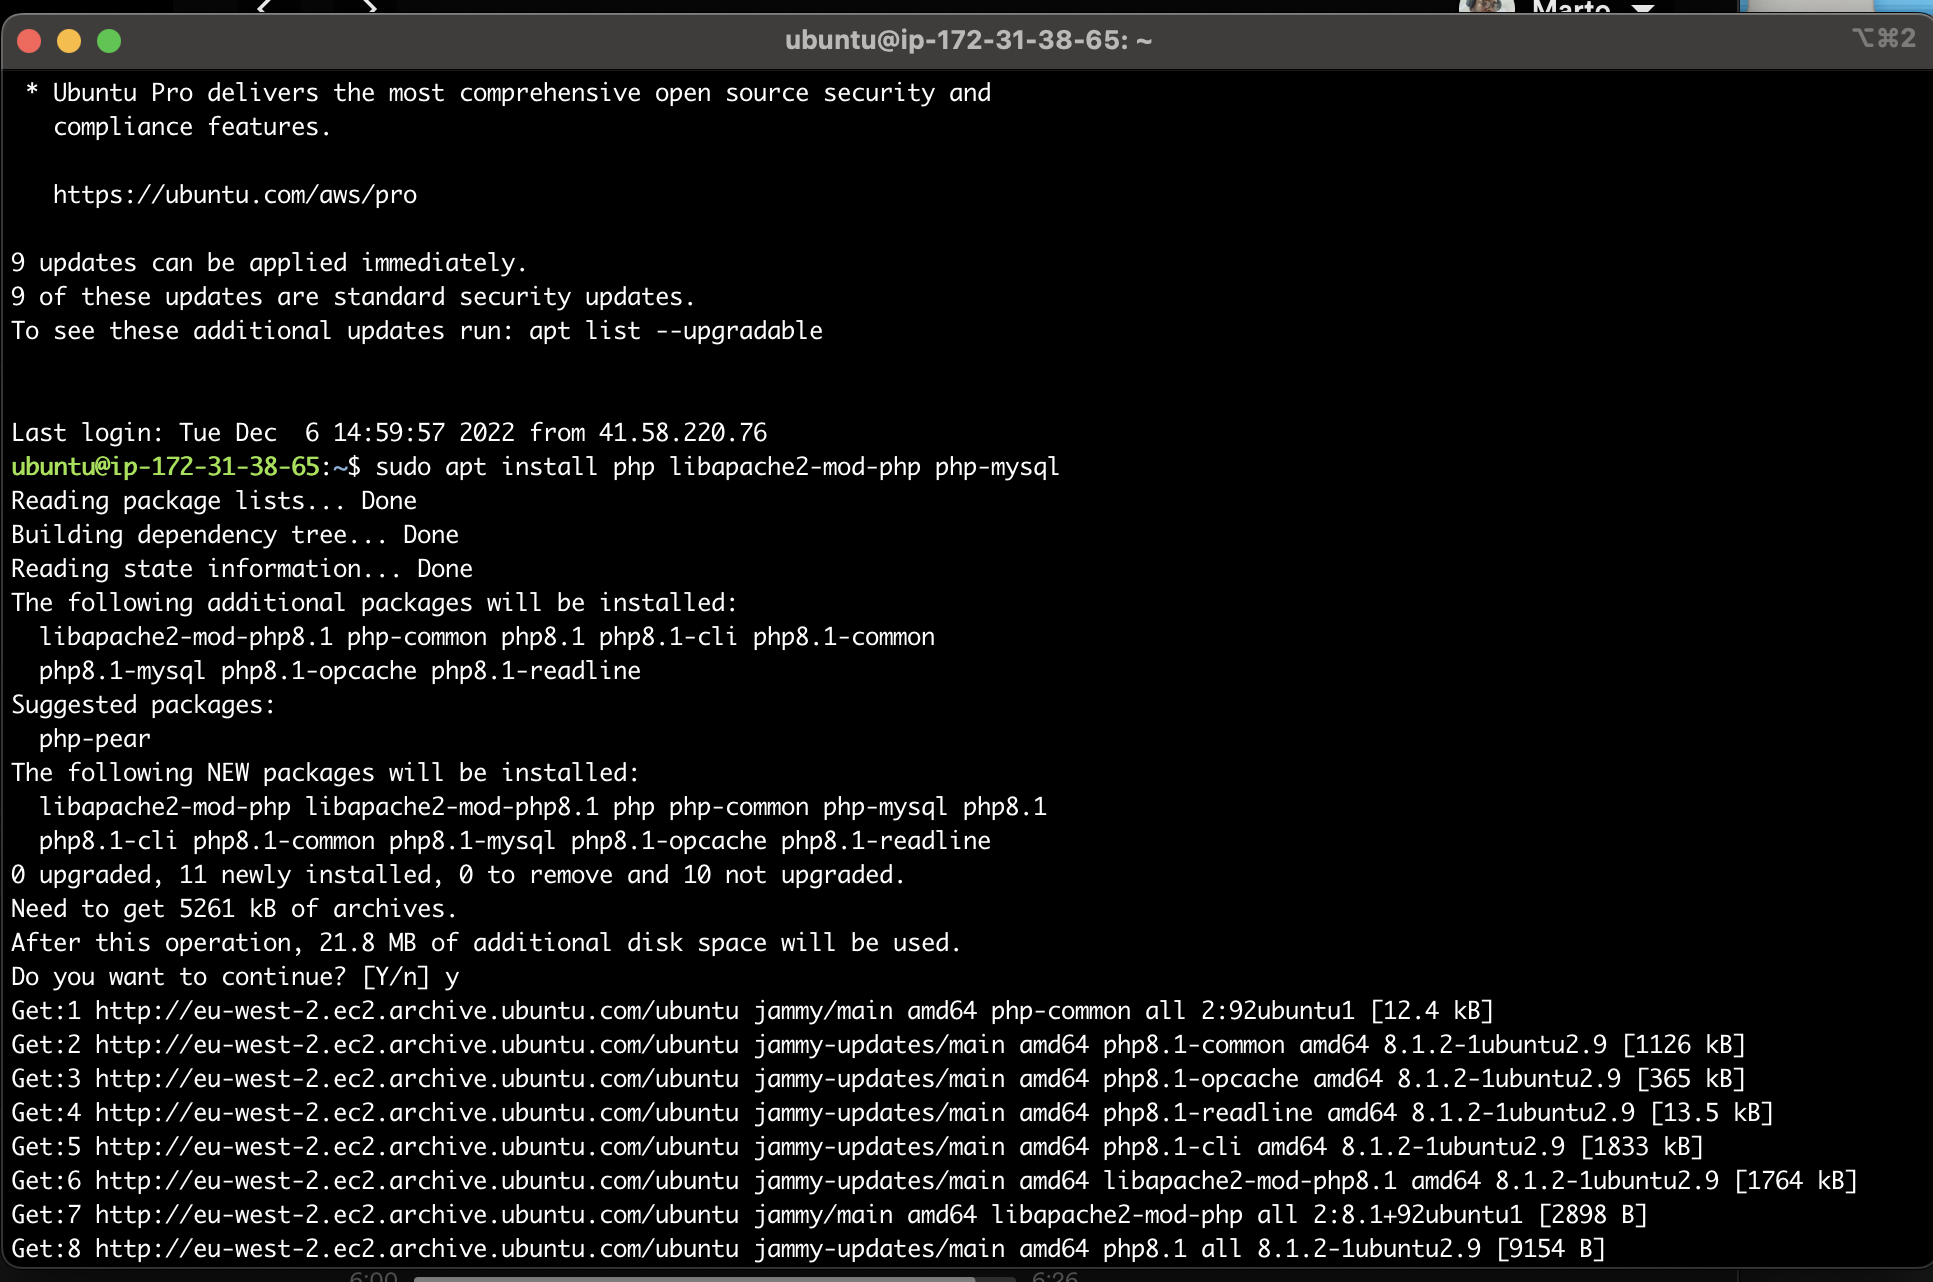 Marto
ubuntu@ip-172-31-38-65: ~
⌥⌘2
* Ubuntu Pro delivers the most comprehensive open source security and
compliance features.
https://ubuntu.com/aws/pro
9 updates can be applied immediately.
9 of these updates are standard security updates.
To see these additional updates run: apt list --upgradable
Last login: Tue Dec  6 14:59:57 2022 from 41.58.220.76
ubuntu@ip-172-31-38-65:~$ sudo apt install php libapache2-mod-php php-mysql
Reading package lists... Done
Building dependency tree... Done
Reading state information... Done
The following additional packages will be installed:
libapache2-mod-php8.1 php-common php8.1 php8.1-cli php8.1-common
php8.1-mysql php8.1-opcache php8.1-readline
Suggested packages:
php-pear
The following NEW packages will be installed:
libapache2-mod-php libapache2-mod-php8.1 php php-common php-mysql php8.1
php8.1-cli php8.1-common php8.1-mysql php8.1-opcache php8.1-readline
0 upgraded, 11 newly installed, 0 to remove and 10 not upgraded.
Need to get 5261 kB of archives.
After this operation, 21.8 MB of additional disk space will be used.
Do you want to continue? [Y/n] y
Get:1 http://eu-west-2.ec2.archive.ubuntu.com/ubuntu jammy/main amd64 php-common all 2:92ubuntu1 [12.4 kB]
Get:2 http://eu-west-2.ec2.archive.ubuntu.com/ubuntu jammy-updates/main amd64 php8.1-common amd64 8.1.2-1ubuntu2.9 [1126 kB]
Get:3 http://eu-west-2.ec2.archive.ubuntu.com/ubuntu jammy-updates/main amd64 php8.1-opcache amd64 8.1.2-1ubuntu2.9 [365 kB]
Get:4 http://eu-west-2.ec2.archive.ubuntu.com/ubuntu jammy-updates/main amd64 php8.1-readline amd64 8.1.2-1ubuntu2.9 [13.5 kB]
Get:5 http://eu-west-2.ec2.archive.ubuntu.com/ubuntu jammy-updates/main amd64 php8.1-cli amd64 8.1.2-1ubuntu2.9 [1833 kB]
Get:6 http://eu-west-2.ec2.archive.ubuntu.com/ubuntu jammy-updates/main amd64 libapache2-mod-php8.1 amd64 8.1.2-1ubuntu2.9 [1764 kB]
Get:7 http://eu-west-2.ec2.archive.ubuntu.com/ubuntu jammy/main amd64 libapache2-mod-php all 2:8.1+92ubuntu1 [2898 B]
Get:8 http://eu-west-2.ec2.archive.ubuntu.com/ubuntu jammy-updates/main amd64 php8.1 all 8.1.2-1ubuntu2.9 [9154 B]
6:00 6:26